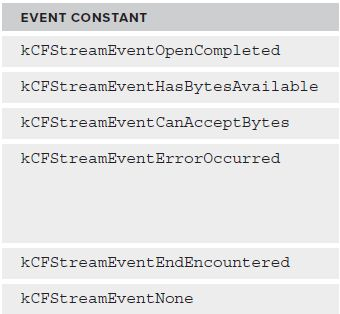 EVENT CONSTANT
kCFStreamEventOpenCompleted
kCFStreamEventHasBytesAvailable
kCFStreamEventCanAcceptBytes
kCFStreamEventErrorOccurred
kCFStreamEventEndEncountered
kCFStreamEventNone